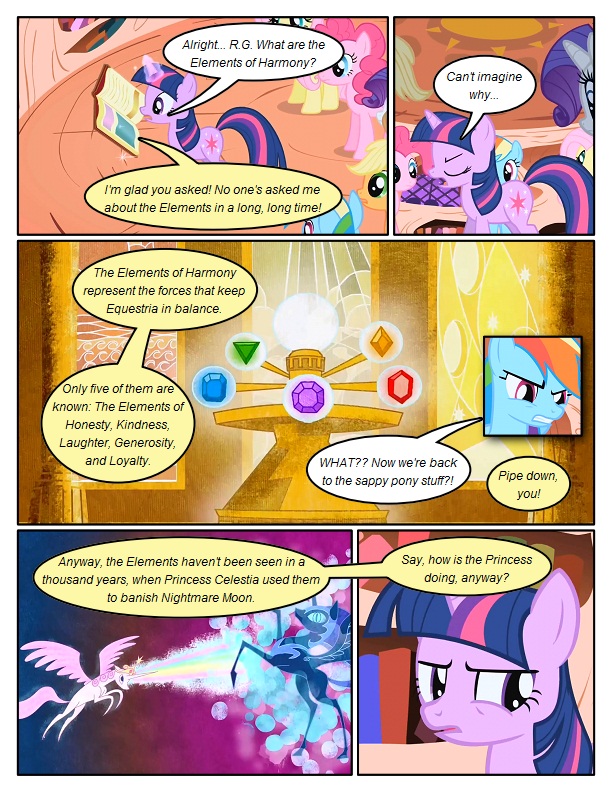 Alright... R.G. What are the
Elements of Harmony?
I'm glad you asked! No one's asked me
about the Elements in a long, long time!
Can't imagine
why...
The Elements of Harmony
represent the forces that keep
Equestria in balance.
Only five of them are
known: The Elements of
Honesty, Kindness,
Laughter, Generosity,
and Loyalty.
WHAT?? Now we're back
to the sappy pony stuff?!
Pipe down,
you!
Anyway, the Elements haven't been seen in a
thousand years, when Princess Celestia used them
to banish Nightmare Moon.
Say, how is the Princess
doing, anyway?